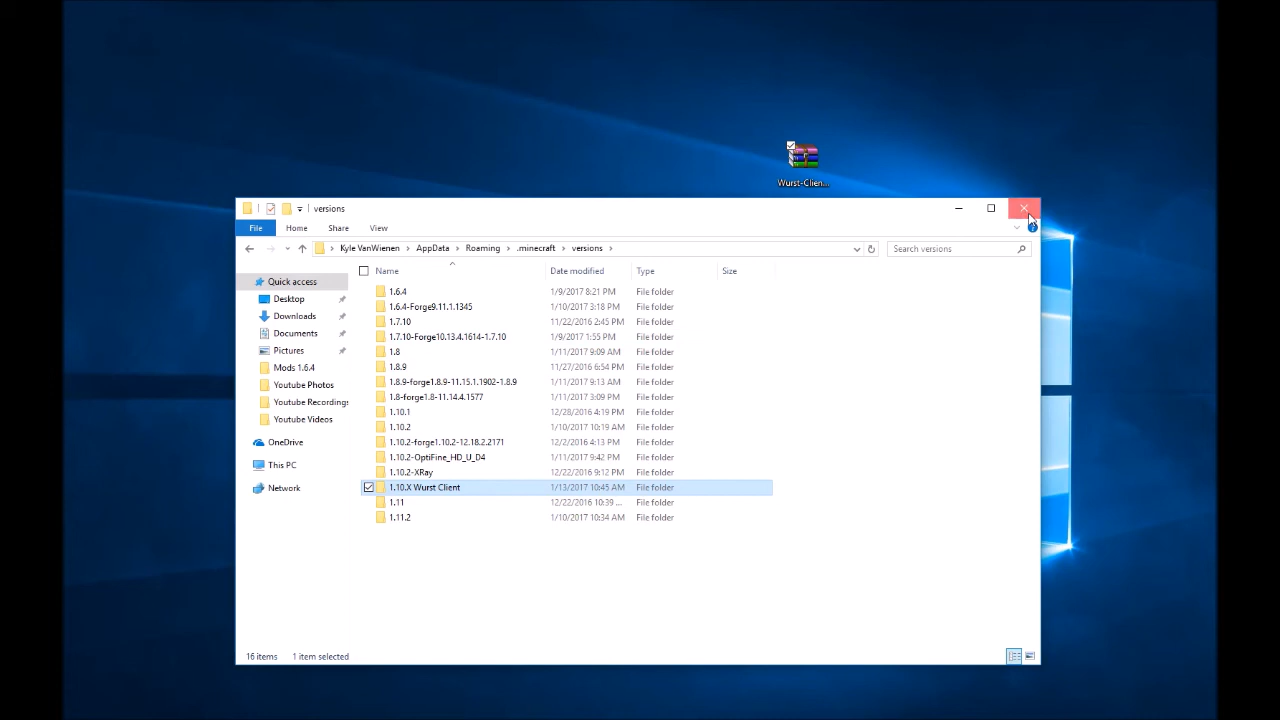 Wurst-Clien...
versions
File Home Share View
Kyle VanWienen AppData Roaming .minecraft versions
Search versions
Name Date modified Type Size
Quick access
Desktop
Downloads
Documents
Pictures
Mods 1.6.4
Youtube Photos
Youtube Recordings
Youtube Videos
OneDrive
This PC
Network
1.6.4 1/9/2017 8:21 PM File folder
1.6.4-Forge9.11.1.1345 1/10/2017 3:18 PM File folder
1.7.10 11/22/2016 2:45 PM File folder
1.7.10-Forge10.13.4.1614-1.7.10 1/9/2017 1:55 PM File folder
1.8 1/11/2017 9:09 AM File folder
1.8.9 11/27/2016 6:54 PM File folder
1.8.9-forge1.8.9-11.15.1.1902-1.8.9 1/11/2017 9:13 AM File folder
1.8-forge1.8-11.14.4.1577 1/11/2017 3:09 PM File folder
1.10.1 12/28/2016 4:19 PM File folder
1.10.2 1/10/2017 10:19 AM File folder
1.10.2-forge1.10.2-12.18.2.2171 12/2/2016 4:13 PM File folder
1.10.2-OptiFine_HD_U_D4 1/11/2017 9:42 PM File folder
1.10.2-XRay 12/22/2016 9:12 PM File folder
1.10.X Wurst Client 1/13/2017 10:45 AM File folder
1.11 12/22/2016 10:39 ... File folder
1.11.2 1/10/2017 10:34 AM File folder
16 items 1 item selected